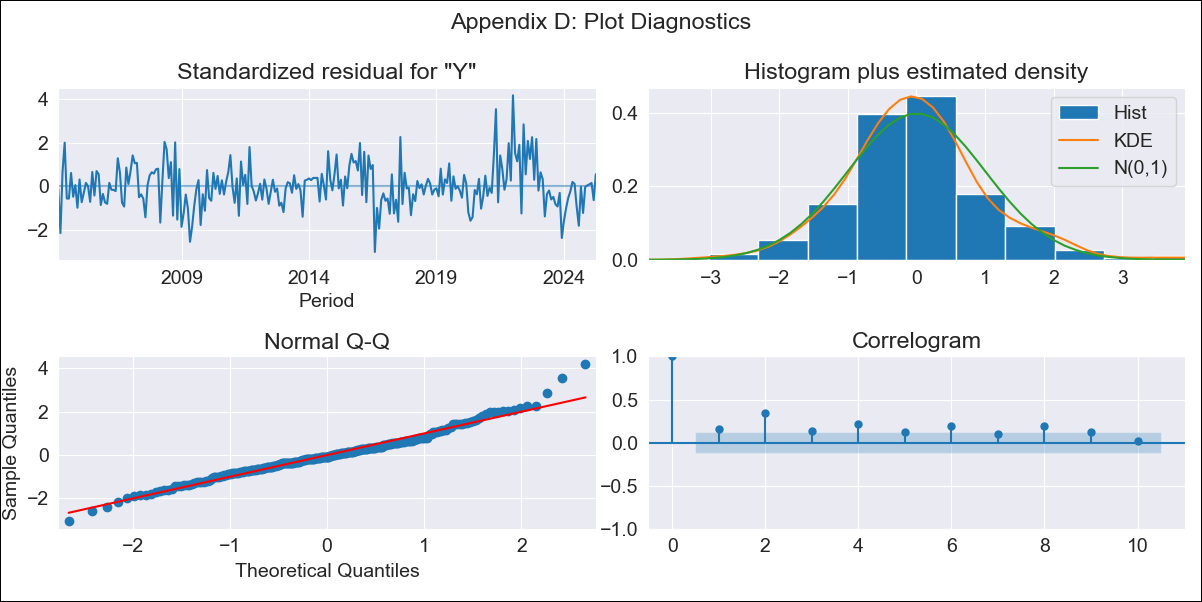 Appendix D: Plot Diagnostics
Standardized residual for "Y"
4
2
0
−2
2009 2014 2019 2024
Period
Histogram plus estimated density
0.4
0.2
0.0
−3 −2 −1 0 1 2 3
Hist
KDE
N(0,1)
Normal Q-Q
Sample Quantiles
4
2
0
−2
−2 −1 0 1 2
Theoretical Quantiles
Correlogram
1.0
0.5
0.0
−0.5
−1.0
0 2 4 6 8 10